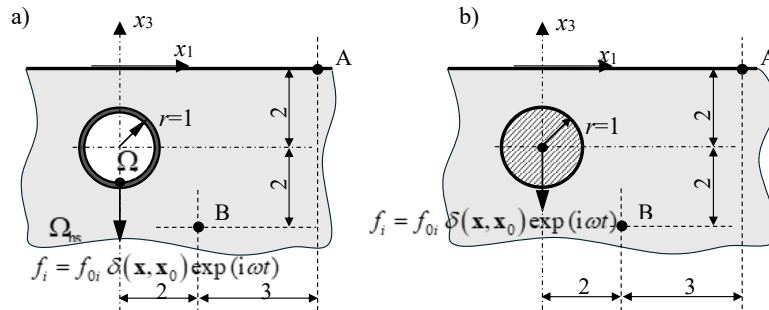 a)
x₃
x₁
A
2
r=1
Ω
2
B
Ωₕₛ
fᵢ = f₀ᵢ δ(x, x₀) exp(iωt)
2
3
b)
x₃
x₁
A
2
r=1
2
B
fᵢ = f₀ᵢ δ(x, x₀) exp(iωt)
2
3